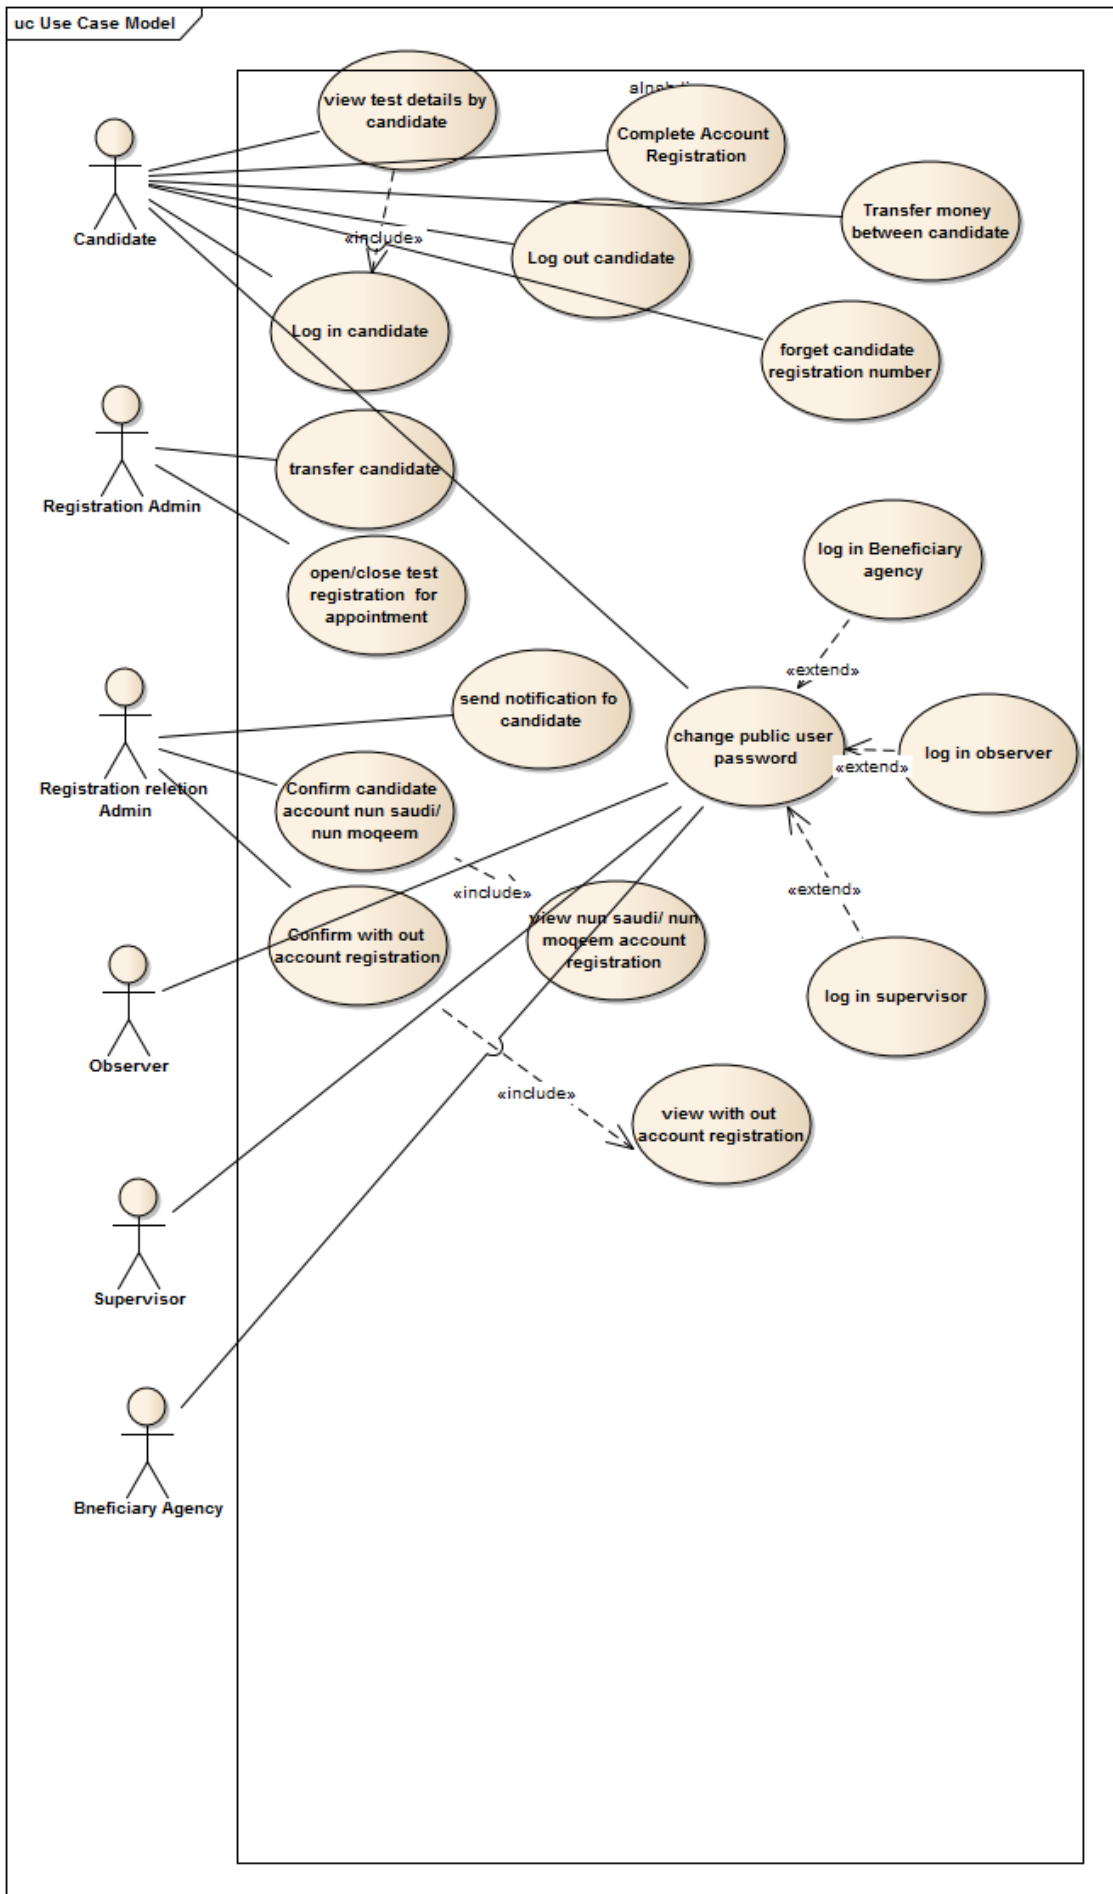 uc Use Case Model
view test details by
candidate
Complete Account
Registration
Transfer money
between candidate
Candidate
«include»
Log out candidate
Log in candidate
forget candidate
registration number
transfer candidate
Registration Admin
log in Beneficiary
agency
open/close test
registration for
appointment
«extend»
send notification fo
candidate
change public user
password
log in observer
«extend»
Registration reletion
Admin
Confirm candidate
account nun saudi/
nun moqeem
«include»
«extend»
view nun saudi/ nun
moqeem account
registration
Confirm with out
account registration
log in supervisor
Observer
«include»
view with out
account registration
Supervisor
Bneficiary Agency